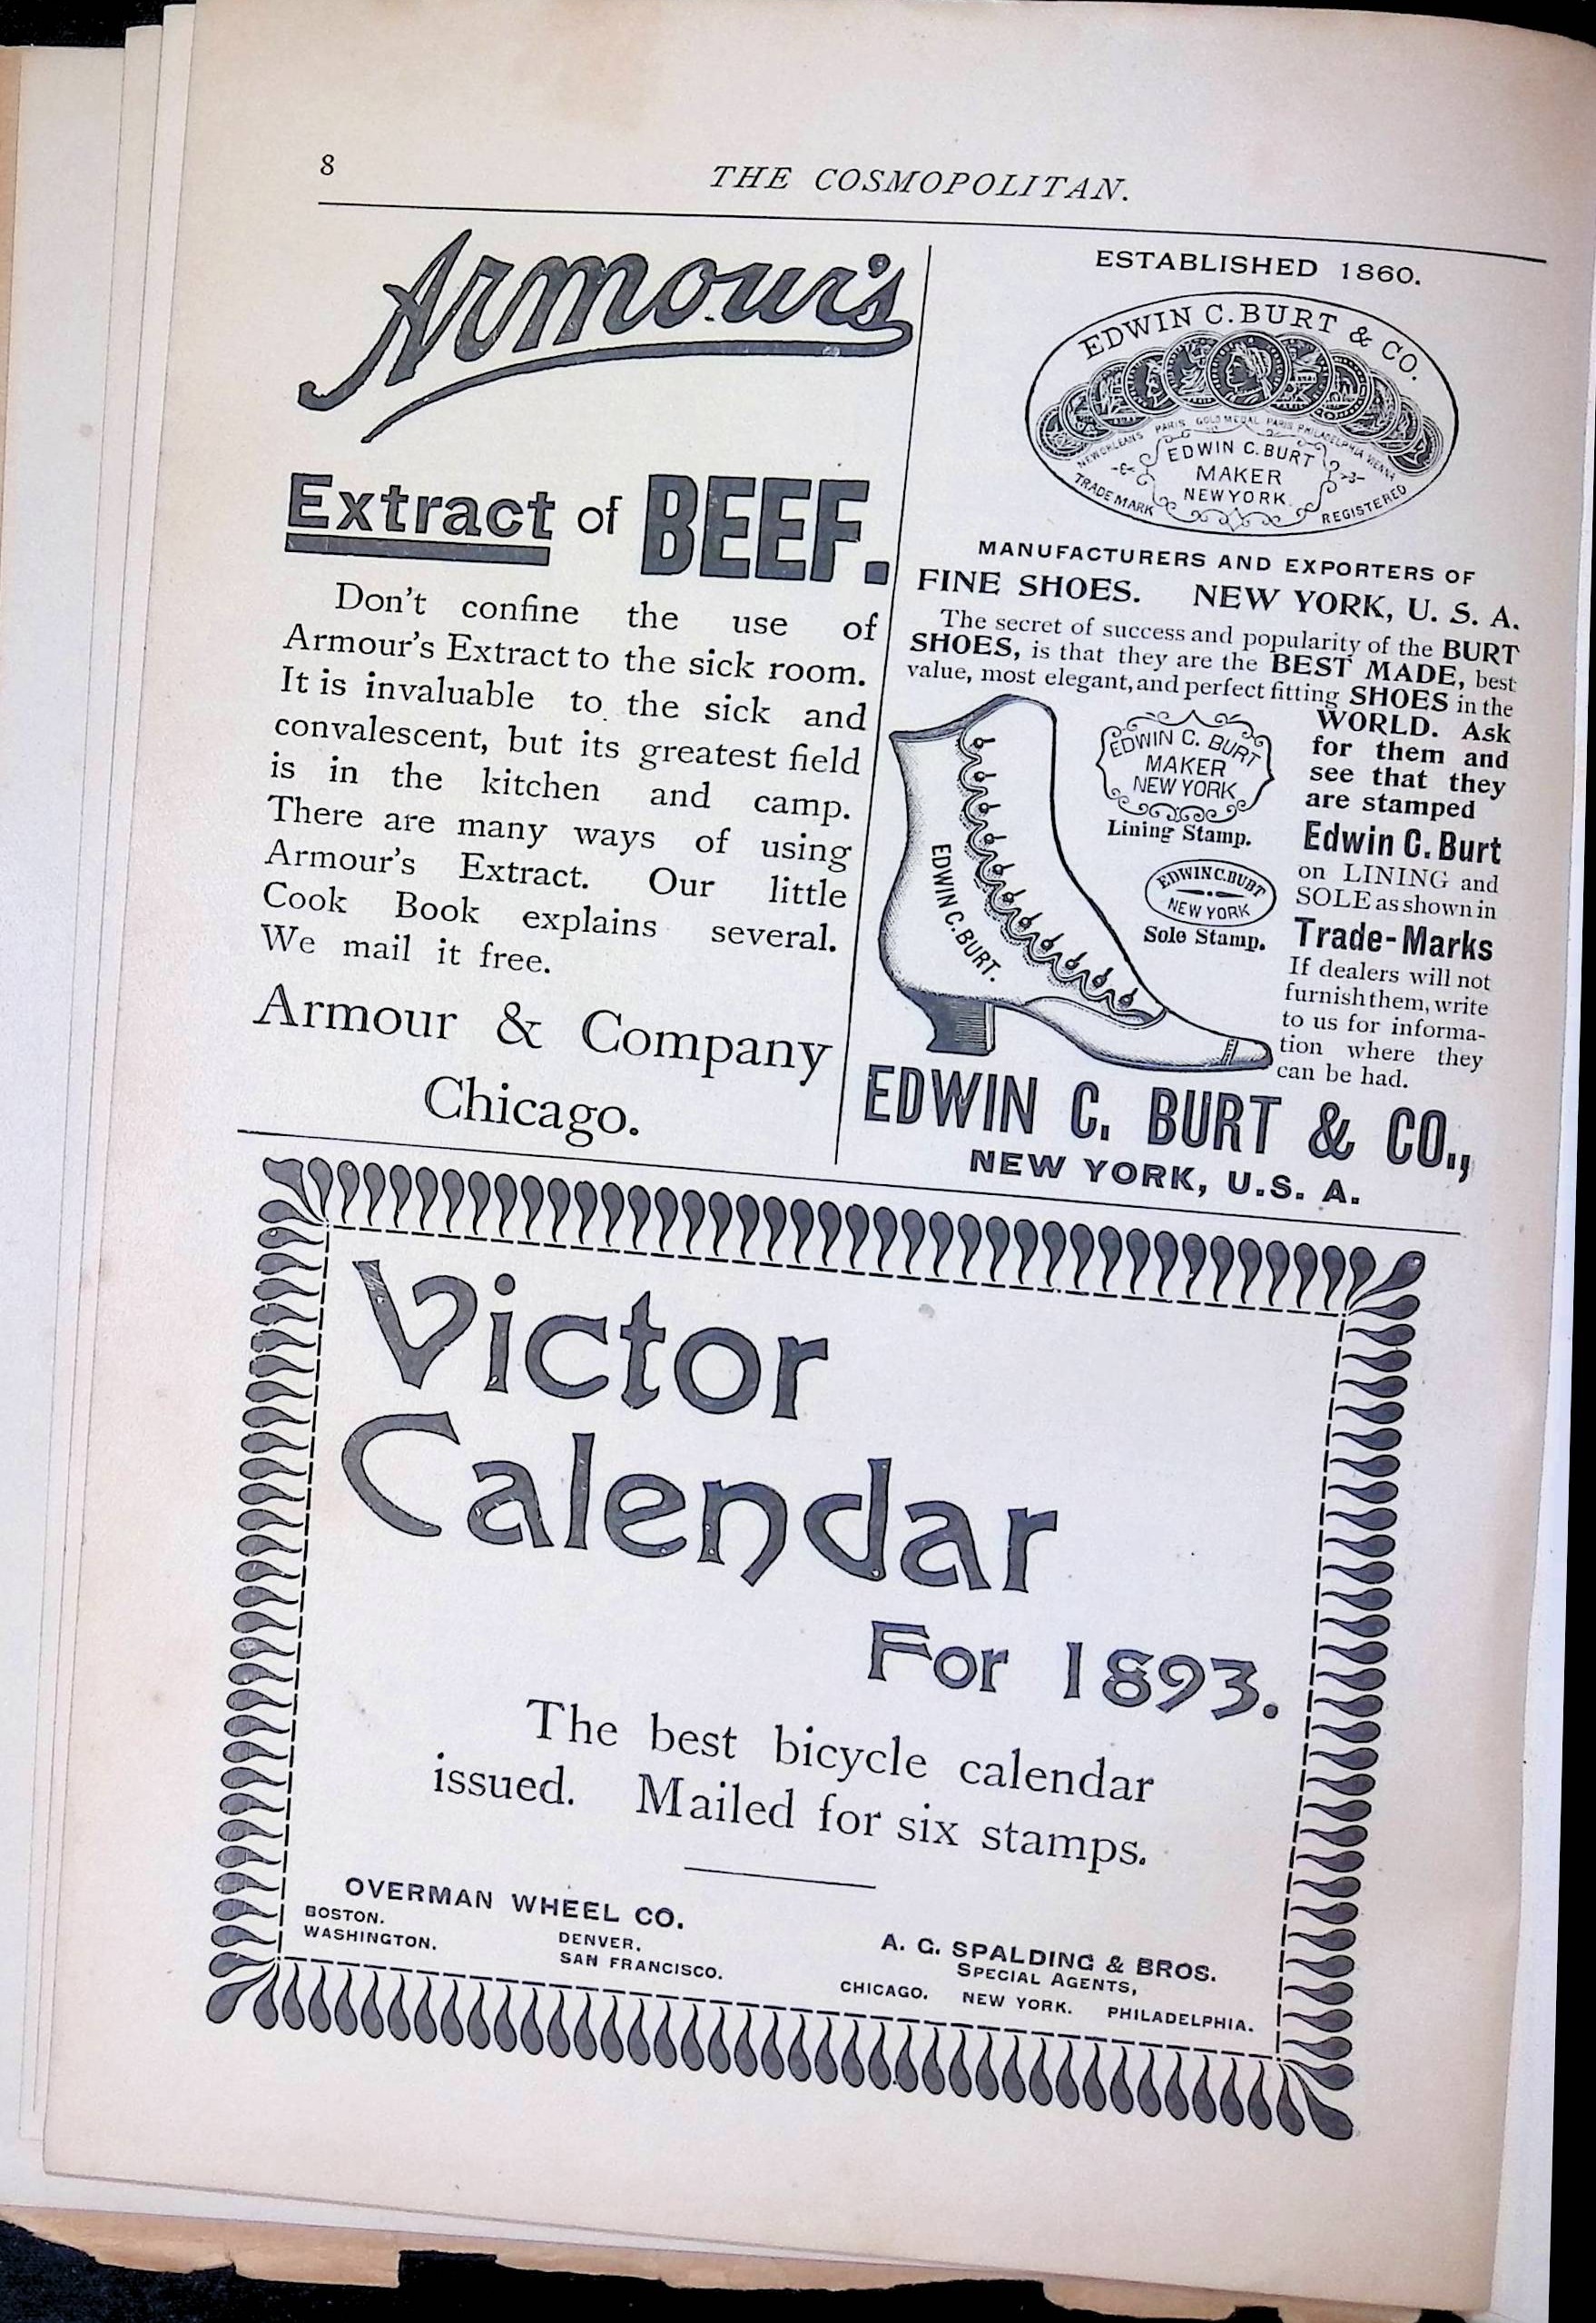 8
THE COSMOPOLITAN.
Armour's
Extract of BEEF.
Don't confine the use of
Armour's Extract to the sick room.
It is invaluable to the sick and
convalescent, but its greatest field
is in the kitchen and camp.
There are many ways of using
Armour's Extract. Our little
Cook Book explains several.
We mail it free.
Armour & Company
Chicago.
ESTABLISHED 1860.
EDWIN C. BURT & CO.
NEW ORLEANS PARIS GOLD MEDAL PARIS PHILADELPHIA VIENNA
EDWIN C. BURT
MAKER
NEW YORK
TRADE MARK REGISTERED
MANUFACTURERS AND EXPORTERS OF
FINE SHOES. NEW YORK, U. S. A.
The secret of success and popularity of the BURT
SHOES, is that they are the BEST MADE, best
value, most elegant, and perfect fitting SHOES in the
WORLD. Ask
for them and
see that they
are stamped
Edwin C. Burt
on LINING and
SOLE as shown in
Trade-Marks
If dealers will not
furnish them, write
to us for informa-
tion where they
can be had.
EDWIN C. BURT
MAKER
NEW YORK
Lining Stamp.
EDWIN C. BURT
NEW YORK
Sole Stamp.
EDWIN C. BURT.
EDWIN C. BURT & CO.,
NEW YORK, U.S. A.
Victor
Calendar
For 1893.
The best bicycle calendar
issued. Mailed for six stamps.
OVERMAN WHEEL CO.
BOSTON.
WASHINGTON.
DENVER.
SAN FRANCISCO.
A. G. SPALDING & BROS.
SPECIAL AGENTS,
CHICAGO. NEW YORK. PHILADELPHIA.